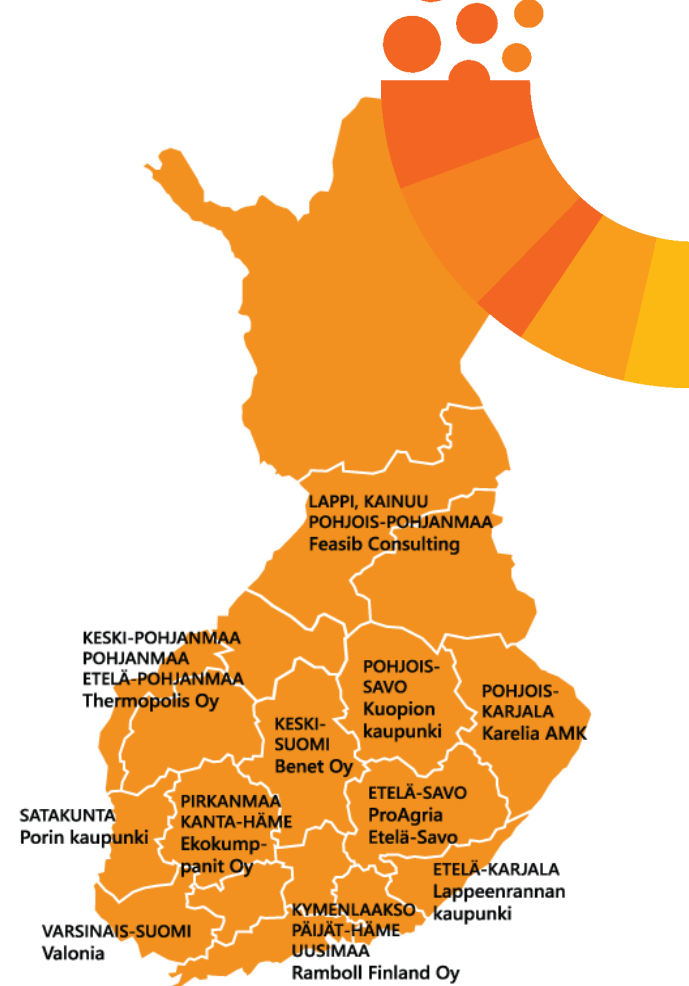 LAPPI, KAINUU
POHJOIS-POHJANMAA
Feasib Consulting
KESKI-POHJANMAA
POHJANMAA
ETELÄ-POHJANMAA
Thermopolis Oy
POHJOIS-
SAVO
Kuopion
kaupunki
POHJOIS-
KARJALA
Karelia AMK
KESKI-
SUOMI
Benet Oy
ETELÄ-SAVO
ProAgria
Etelä-Savo
SATAKUNTA
Porin kaupunki
PIRKANMAA
KANTA-HÄME
Ekokump-
panit Oy
ETELÄ-KARJALA
Lappeenrannan
kaupunki
VARSINAIS-SUOMI
Valonia
KYMENLAAKSO
PÄIJÄT-HÄME
UUSIMAA
Ramboll Finland Oy